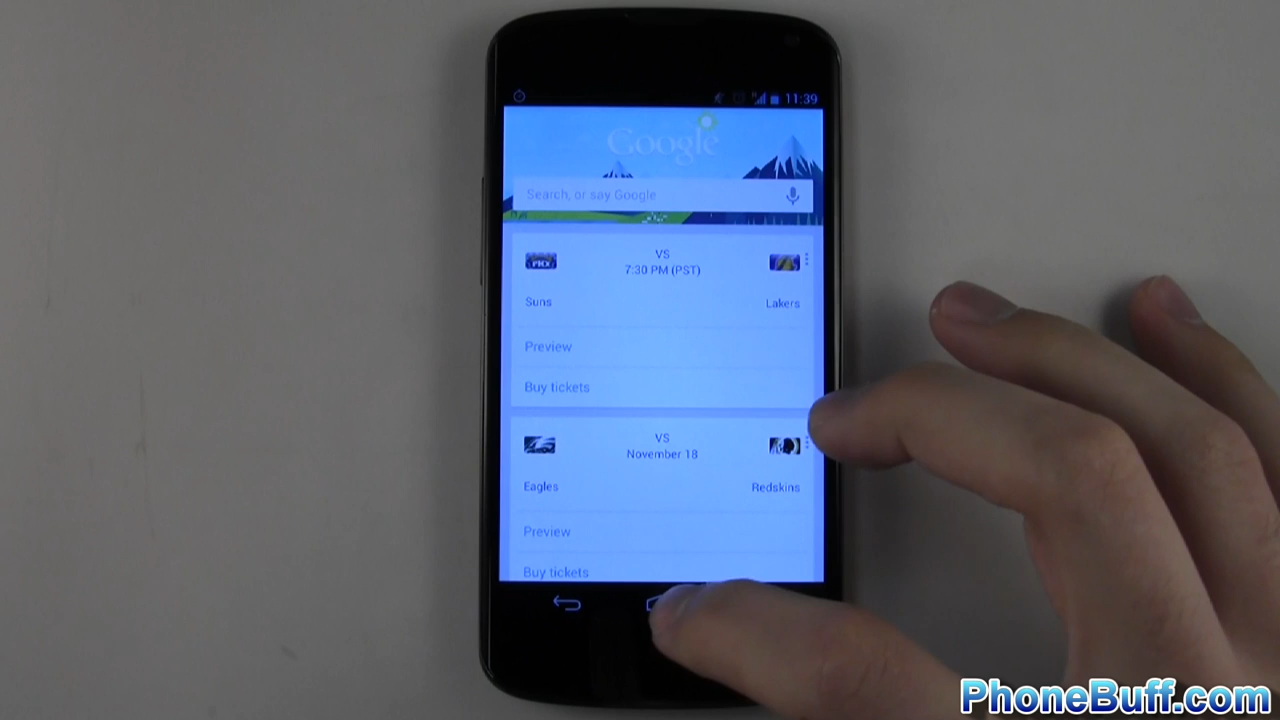 11:39
Google
Search, or say Google
VS
7:30 PM (PST)
Suns
Lakers
Preview
Buy tickets
VS
November 18
Eagles
Redskins
Preview
Buy tickets
PhoneBuff.com